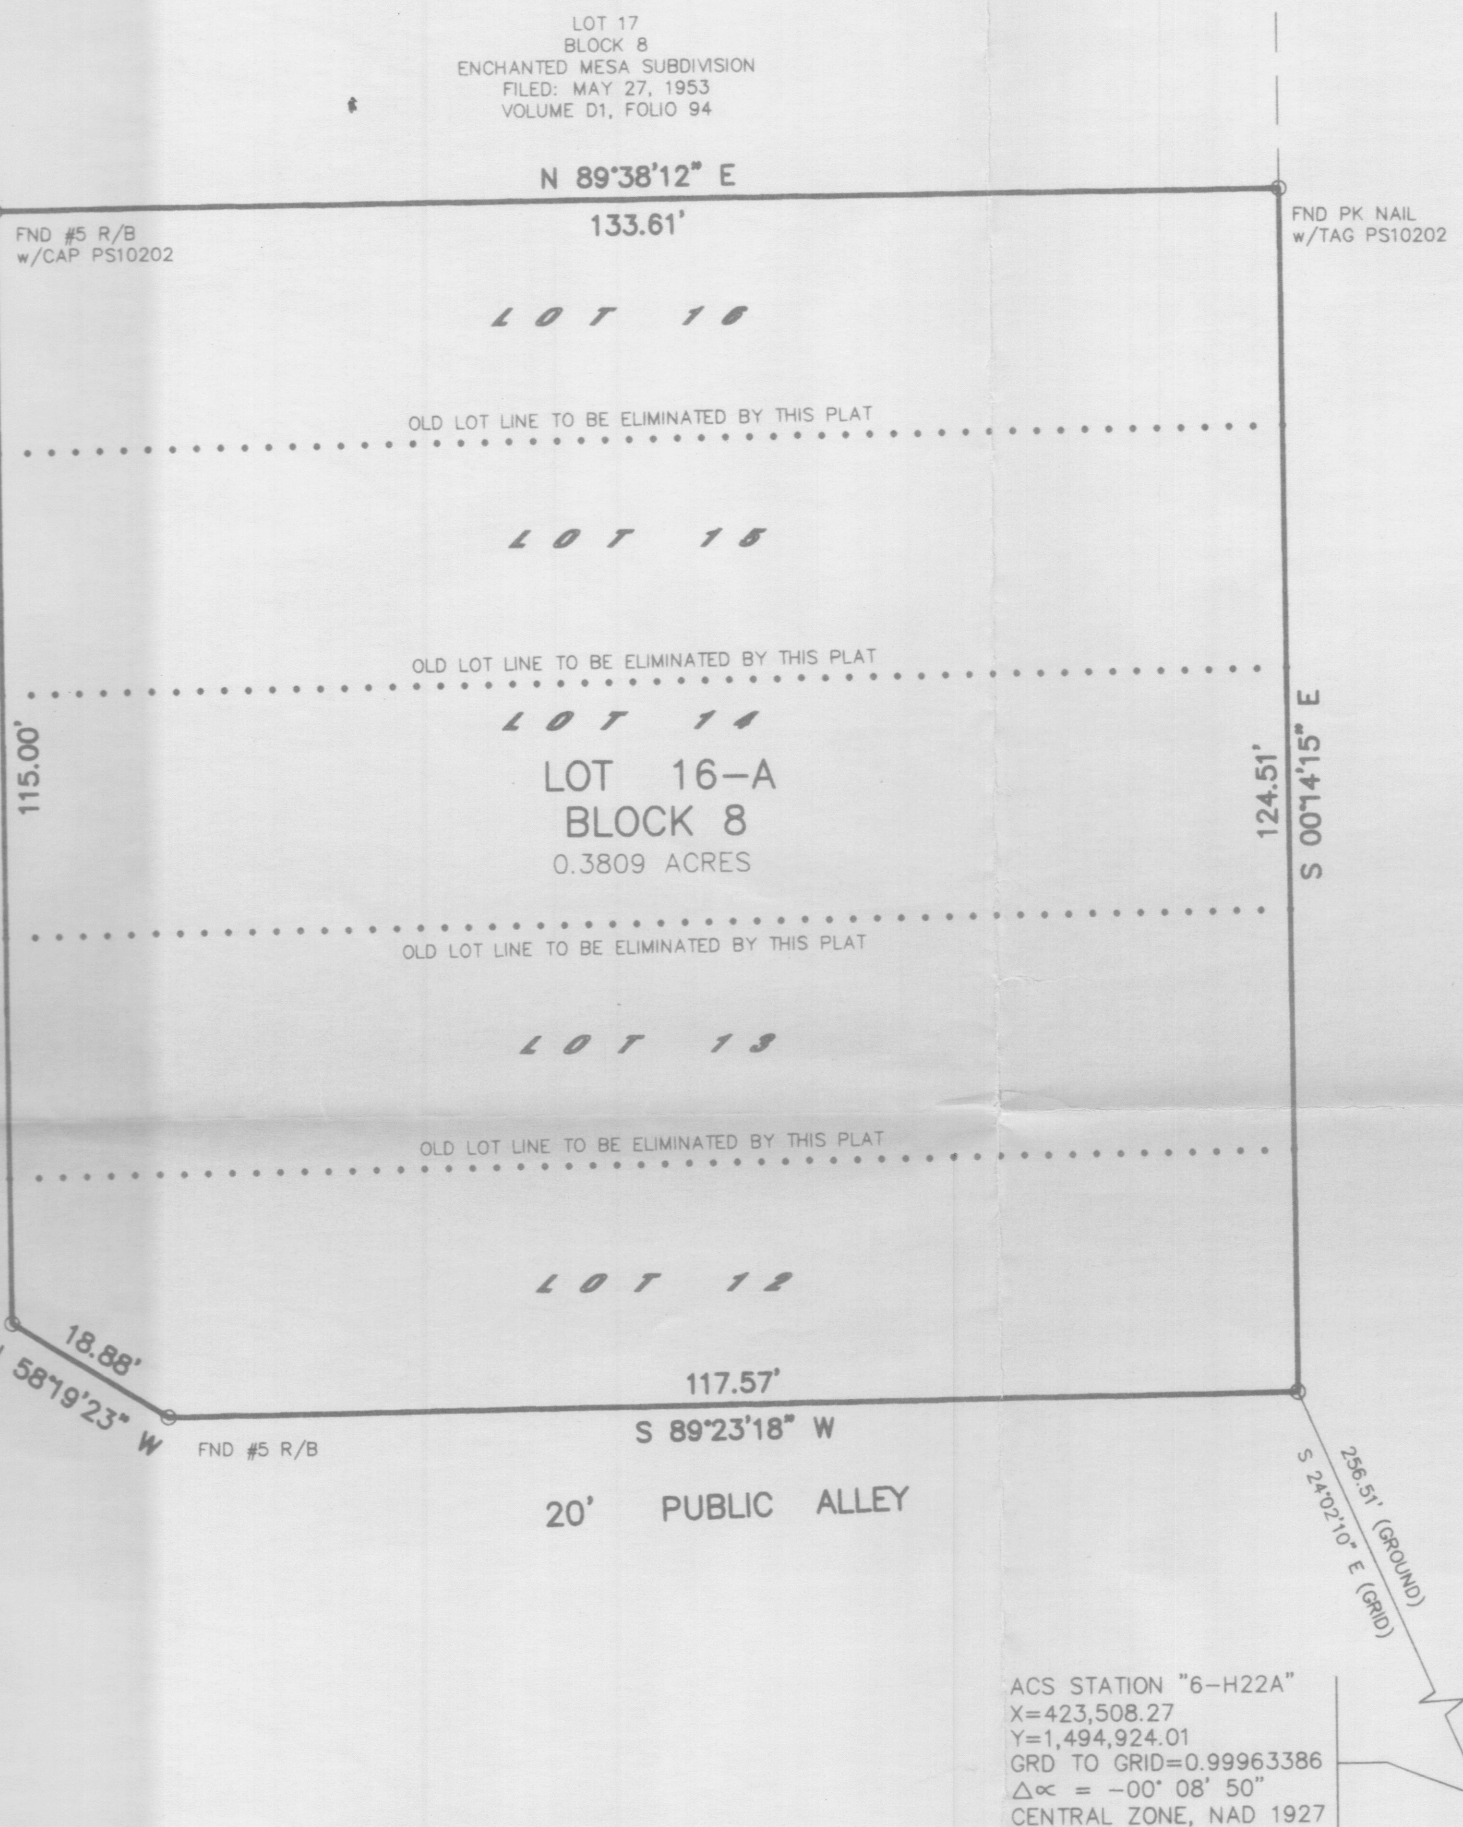 LOT 17
BLOCK 8
ENCHANTED MESA SUBDIVISION
FILED: MAY 27, 1953
VOLUME D1, FOLIO 94
N 89°38'12" E
133.61'
FND #5 R/B
w/CAP PS10202
FND PK NAIL
w/TAG PS10202
LOT 16
OLD LOT LINE TO BE ELIMINATED BY THIS PLAT
LOT 15
OLD LOT LINE TO BE ELIMINATED BY THIS PLAT
LOT 14
115.00'
LOT 16-A
BLOCK 8
0.3809 ACRES
124.51'
S 00°14'15" E
OLD LOT LINE TO BE ELIMINATED BY THIS PLAT
LOT 13
OLD LOT LINE TO BE ELIMINATED BY THIS PLAT
LOT 12
18.88'
58°19'23" W
117.57'
S 89°23'18" W
FND #5 R/B
20' PUBLIC ALLEY
256.51' (GROUND)
S 24°02'10" E (GRID)
ACS STATION "6-H22A"
X=423,508.27
Y=1,494,924.01
GRD TO GRID=0.99963386
Δ∝ = -00° 08' 50"
CENTRAL ZONE, NAD 1927